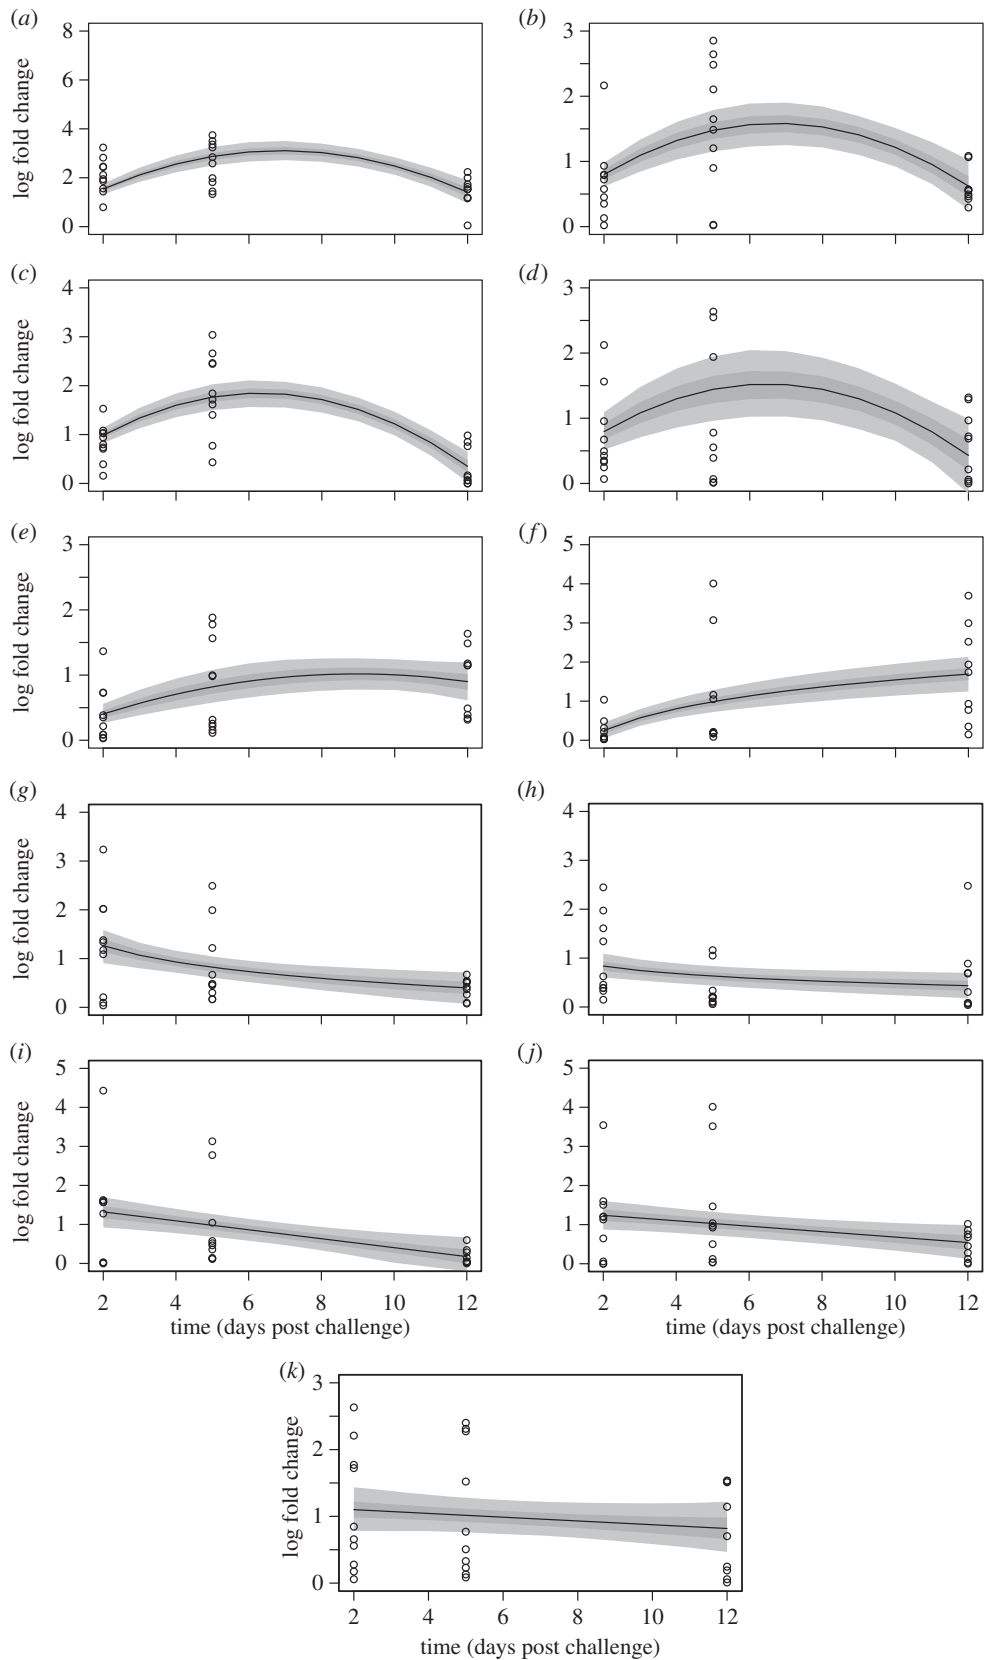 (a) (b)
8 3
6 2
4 1
2 0
0
log fold change
(c) (d)
4 3
3 2
2 1
1 0
0
log fold change
(e) (f)
3 5
2 4
1 3
0 2
1
0
log fold change
(g) (h)
4 4
3 3
2 2
1 1
0 0
log fold change
(i) (j)
5 5
4 4
3 3
2 2
1 1
0 0
log fold change
2 4 6 8 10 12 2 4 6 8 10 12
time (days post challenge) time (days post challenge)
(k)
3
2
1
0
log fold change
2 4 6 8 10 12
time (days post challenge)